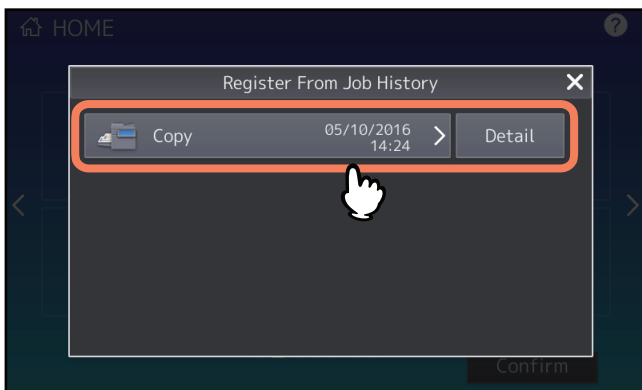 HOME ?
Register From Job History
Copy 05/10/2016
14:24
Detail
Confirm